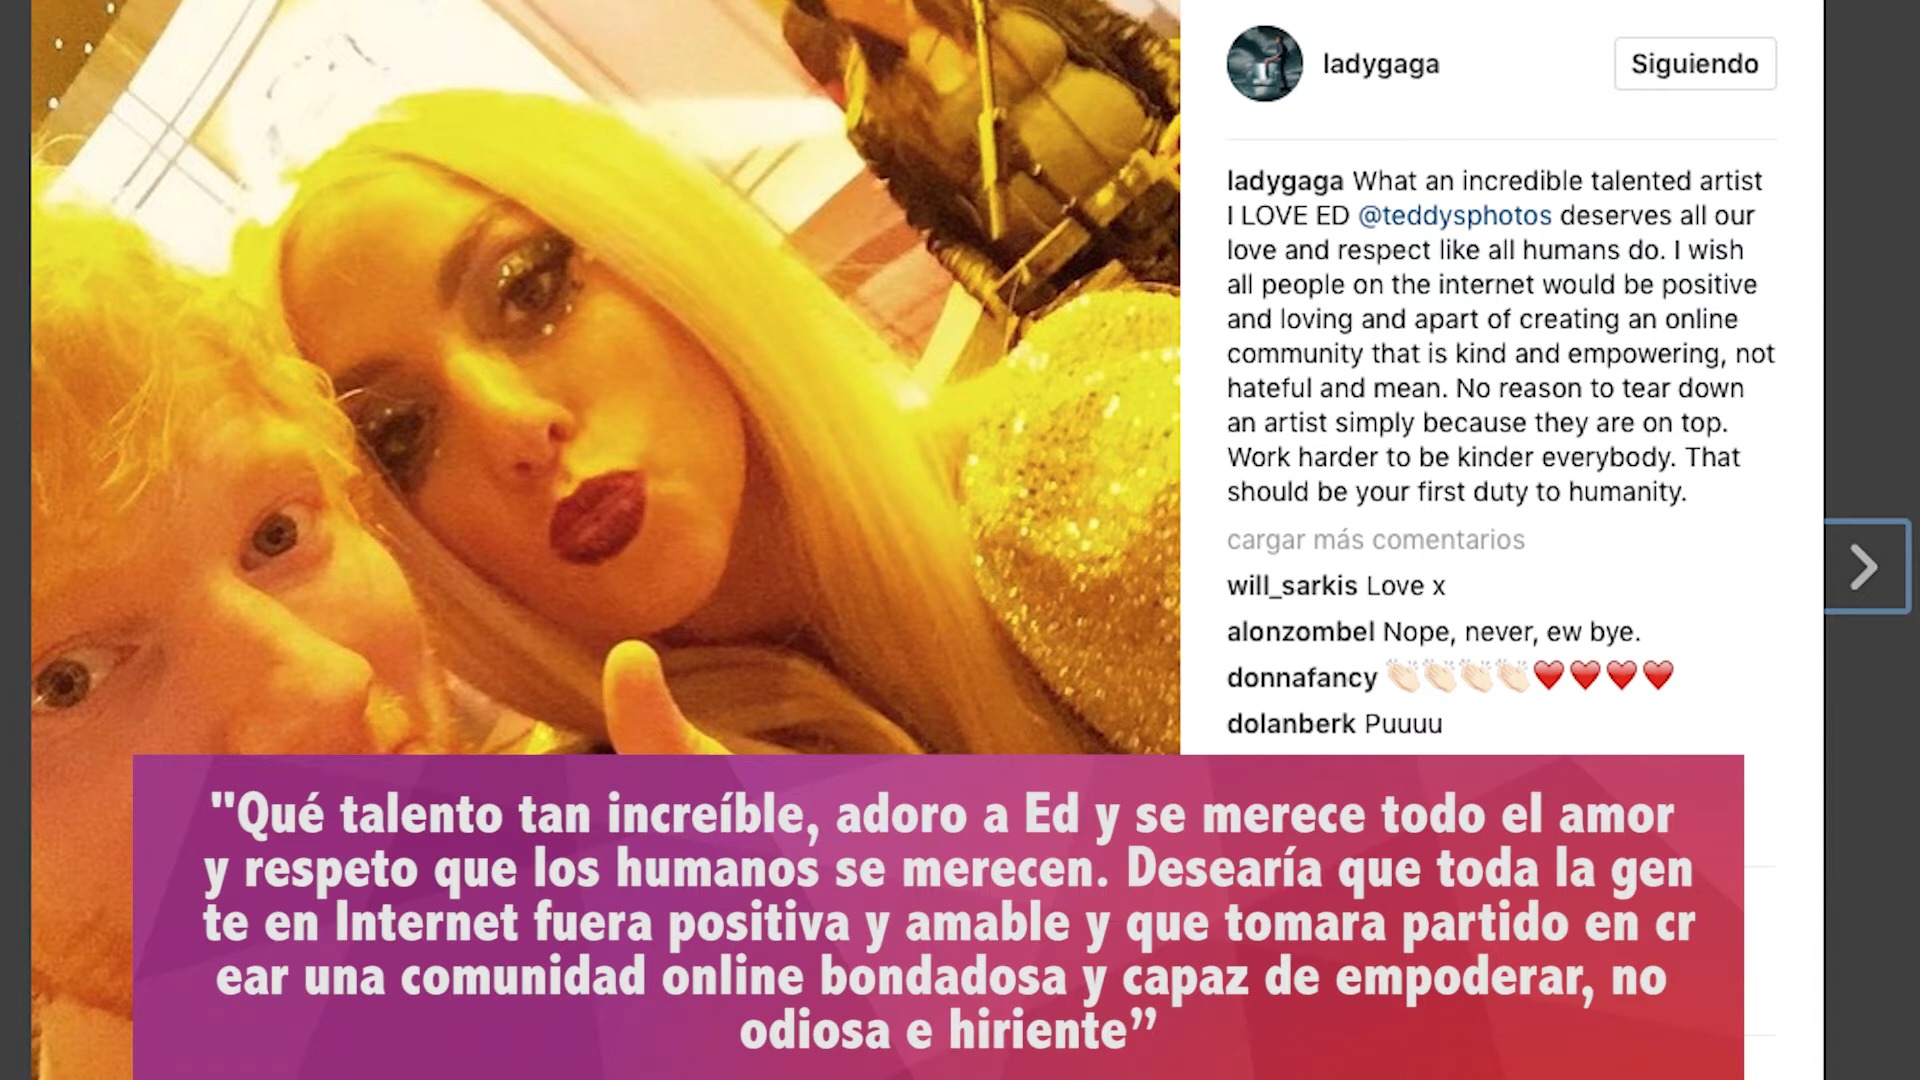 ladygaga
Siguiendo
ladygaga What an incredible talented artist
I LOVE ED @teddysphotos deserves all our
love and respect like all humans do. I wish
all people on the internet would be positive
and loving and apart of creating an online
community that is kind and empowering, not
hateful and mean. No reason to tear down
an artist simply because they are on top.
Work harder to be kinder everybody. That
should be your first duty to humanity.
cargar más comentarios
will_sarkis Love x
alonzombel Nope, never, ew bye.
donnafancy 👏🏻👏🏻👏🏻👏🏻❤️❤️❤️❤️
dolanberk Puuuu
"Qué talento tan increíble, adoro a Ed y se merece todo el amor
y respeto que los humanos se merecen. Desearía que toda la gen
te en Internet fuera positiva y amable y que tomara partido en cr
ear una comunidad online bondadosa y capaz de empoderar, no
odiosa e hiriente”